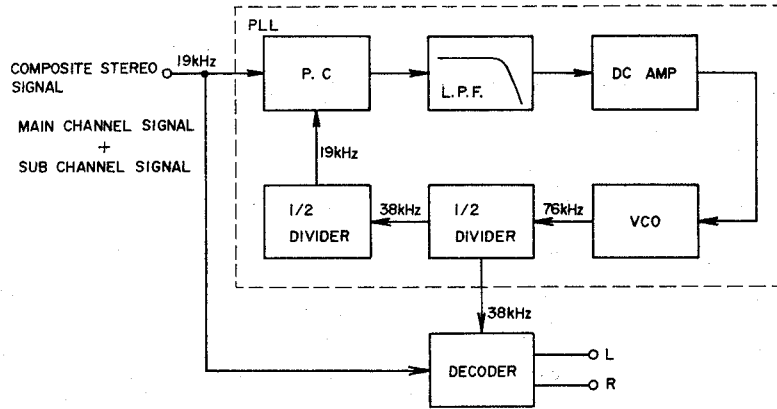 PLL
19kHz
COMPOSITE STEREO
SIGNAL
P. C
L.P.F.
DC AMP
MAIN CHANNEL SIGNAL
+
SUB CHANNEL SIGNAL
19kHz
1/2
DIVIDER
38kHz
1/2
DIVIDER
76kHz
VCO
38kHz
DECODER
L
R